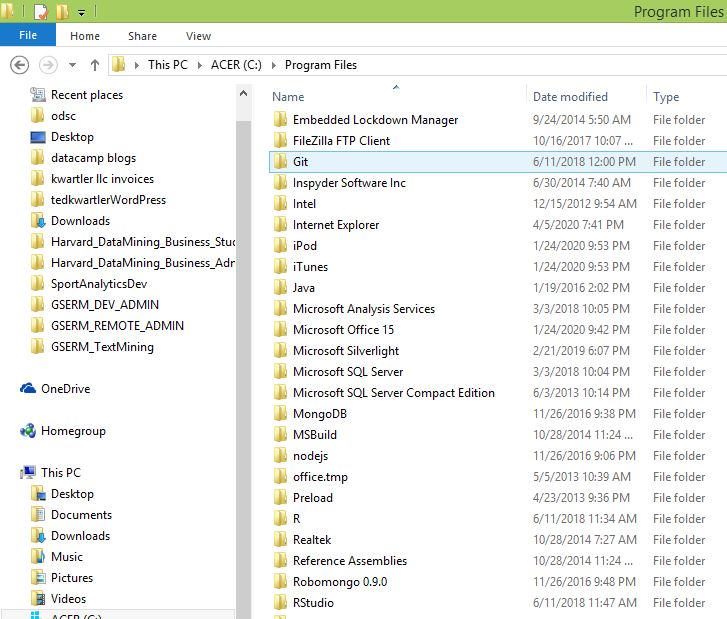 Program Files
File Home Share View
This PC ACER (C:) Program Files
Recent places
odsc
Desktop
datacamp blogs
kwartler llc invoices
tedkwartlerWordPress
Downloads
Harvard_DataMining_Business_Stud
Harvard_DataMining_Business_Adm
SportAnalyticsDev
GSERM_DEV_ADMIN
GSERM_REMOTE_ADMIN
GSERM_TextMining
OneDrive
Homegroup
This PC
Desktop
Documents
Downloads
Music
Pictures
Videos
ACER (C:)
Name Date modified Type
Embedded Lockdown Manager 9/24/2014 5:50 AM File folder
FileZilla FTP Client 10/16/2017 10:07 ... File folder
Git 6/11/2018 12:00 PM File folder
Inspyder Software Inc 6/30/2014 7:40 AM File folder
Intel 12/15/2012 9:54 AM File folder
Internet Explorer 4/5/2020 7:41 PM File folder
iPod 1/24/2020 9:53 PM File folder
iTunes 1/24/2020 9:53 PM File folder
Java 1/19/2016 2:02 PM File folder
Microsoft Analysis Services 3/3/2018 10:05 PM File folder
Microsoft Office 15 1/24/2020 9:42 PM File folder
Microsoft Silverlight 2/21/2019 6:07 PM File folder
Microsoft SQL Server 3/3/2018 10:04 PM File folder
Microsoft SQL Server Compact Edition 6/3/2013 10:14 PM File folder
MongoDB 11/26/2016 9:38 PM File folder
MSBuild 10/28/2014 11:24 ... File folder
nodejs 11/26/2016 9:06 PM File folder
office.tmp 5/5/2013 10:39 AM File folder
Preload 4/23/2013 9:36 PM File folder
R 6/11/2018 11:34 AM File folder
Realtek 10/28/2014 7:27 AM File folder
Reference Assemblies 10/28/2014 11:24 ... File folder
Robomongo 0.9.0 11/26/2016 9:48 PM File folder
RStudio 6/11/2018 11:47 AM File folder